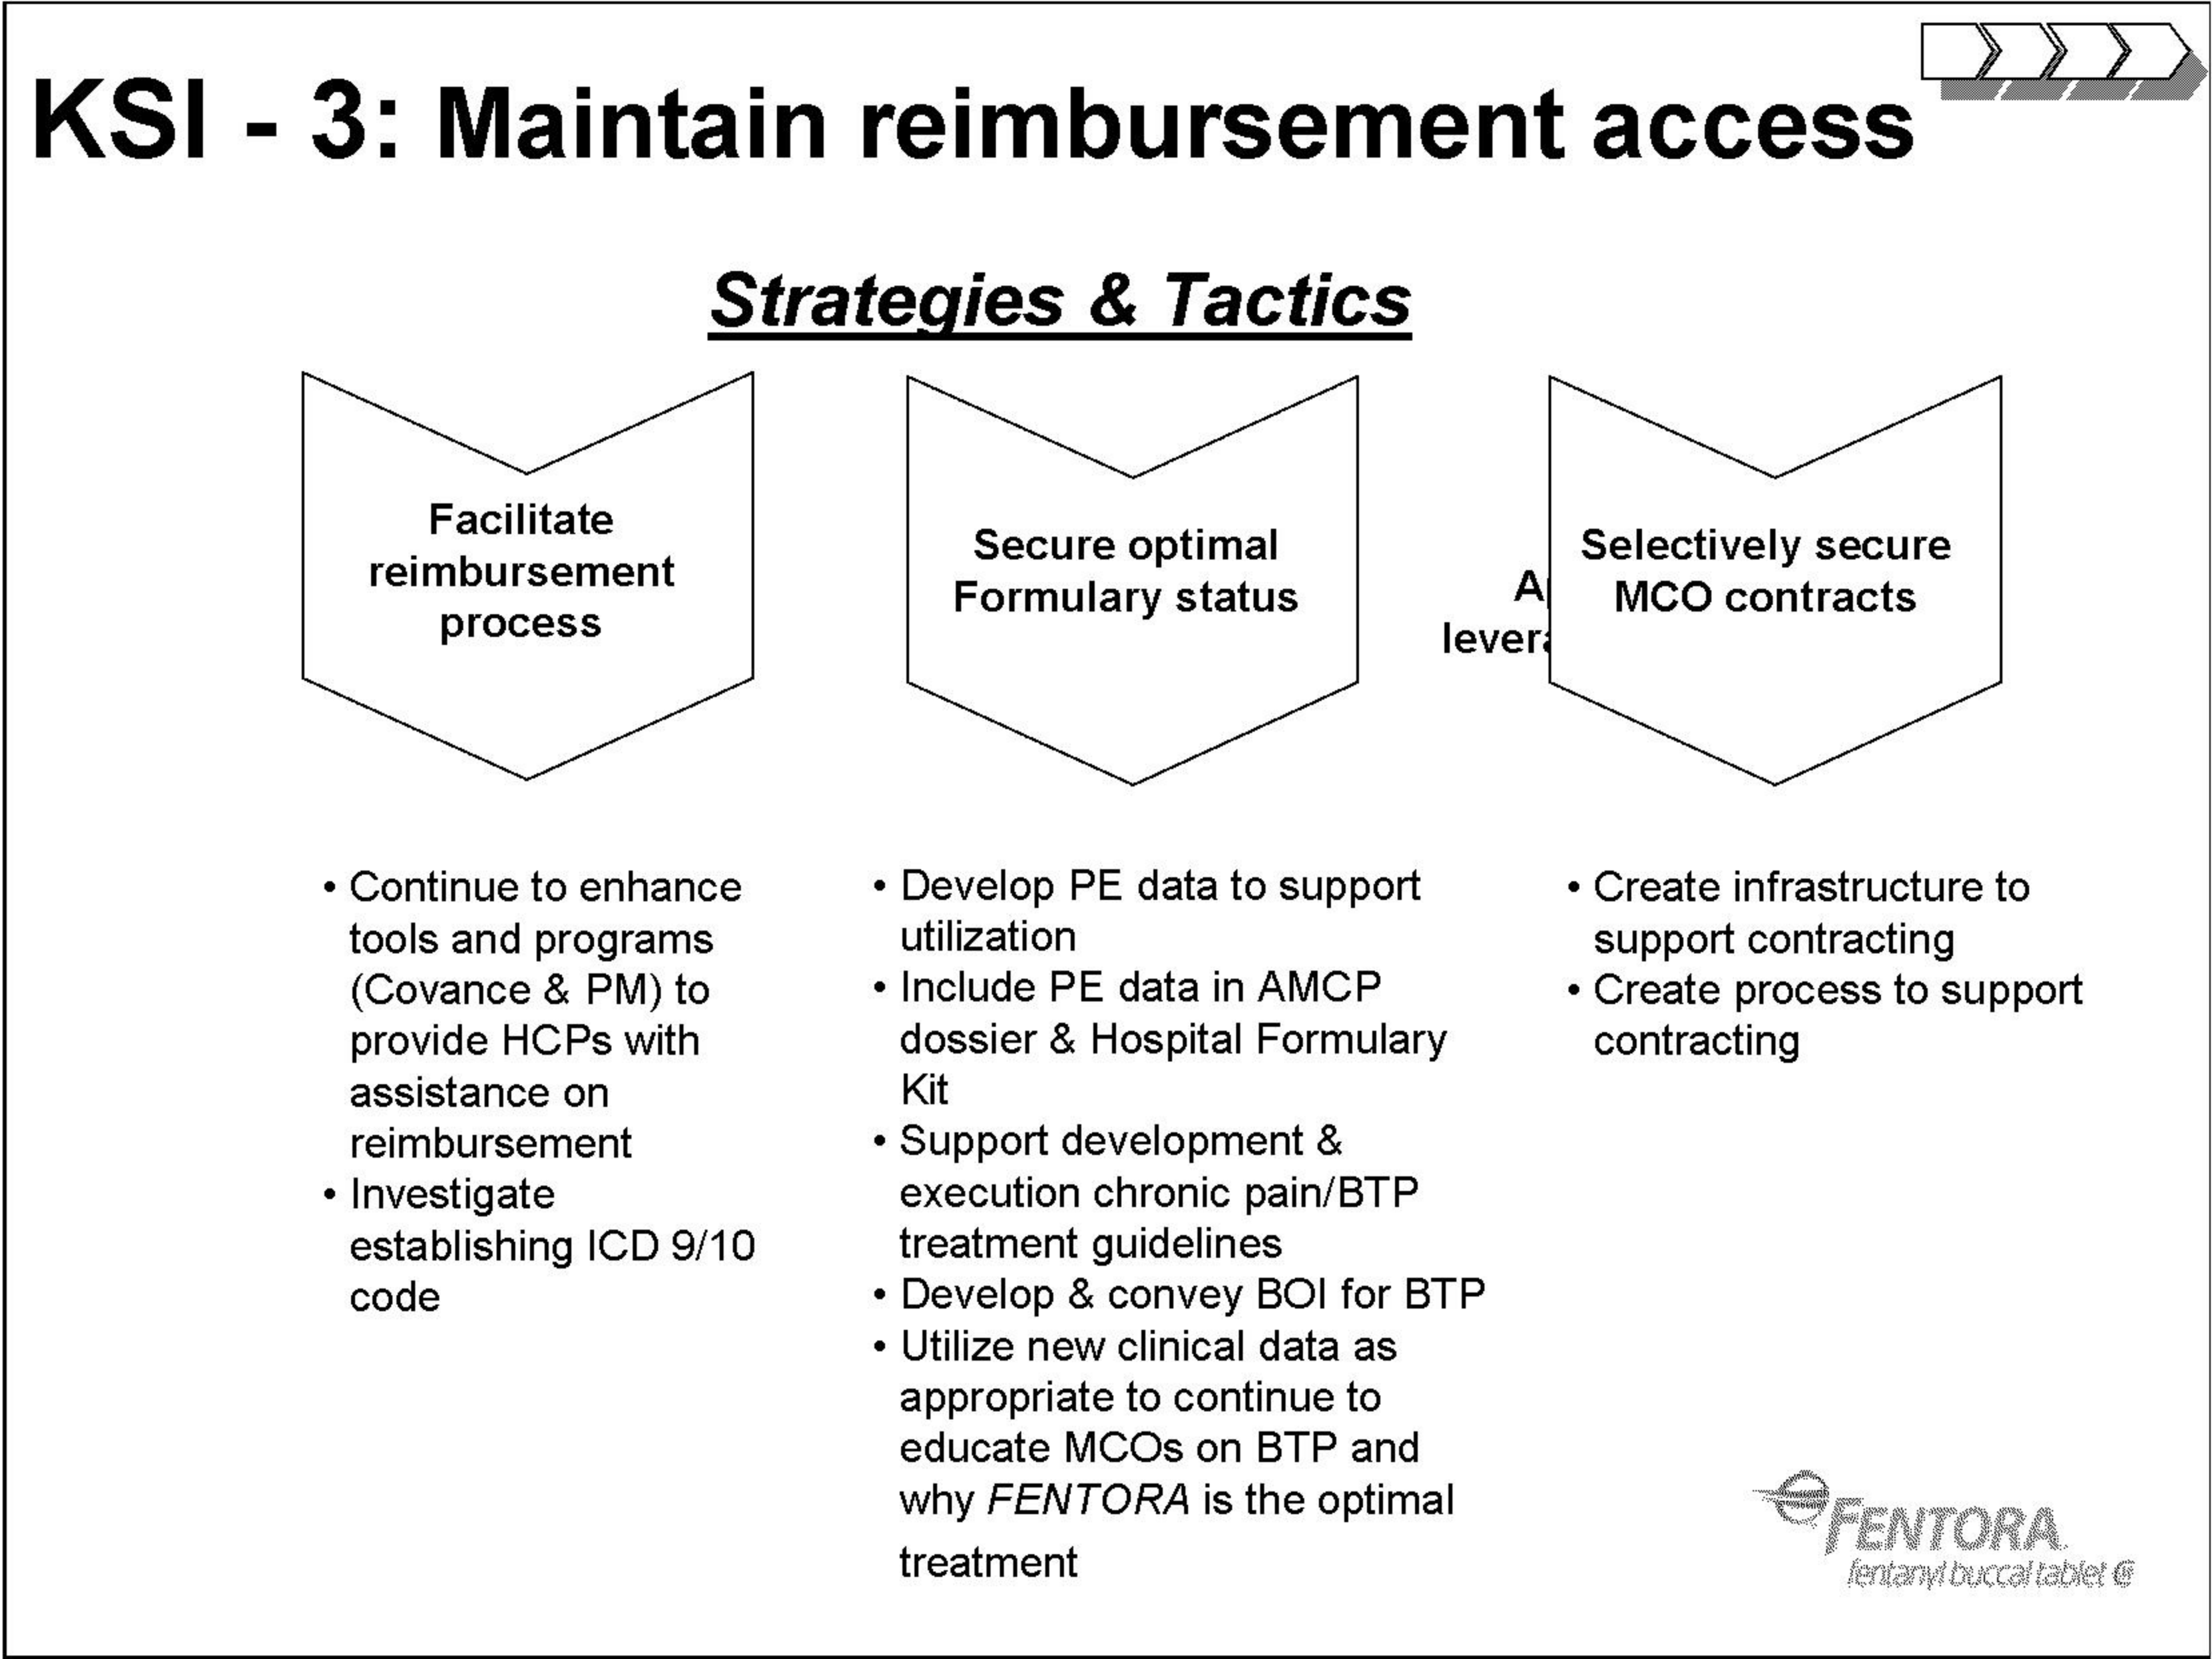 KSI - 3: Maintain reimbursement access
Strategies & Tactics
Facilitate
reimbursement
process
Secure optimal
Formulary status
Selectively secure
MCO contracts
• Continue to enhance
tools and programs
(Covance & PM) to
provide HCPs with
assistance on
reimbursement
• Investigate
establishing ICD 9/10
code
• Develop PE data to support
utilization
• Include PE data in AMCP
dossier & Hospital Formulary
Kit
• Support development &
execution chronic pain/BTP
treatment guidelines
• Develop & convey BOI for BTP
• Utilize new clinical data as
appropriate to continue to
educate MCOs on BTP and
why FENTORA is the optimal
treatment
• Create infrastructure to
support contracting
• Create process to support
contracting
FENTORA
fentanyl buccal tablet CII